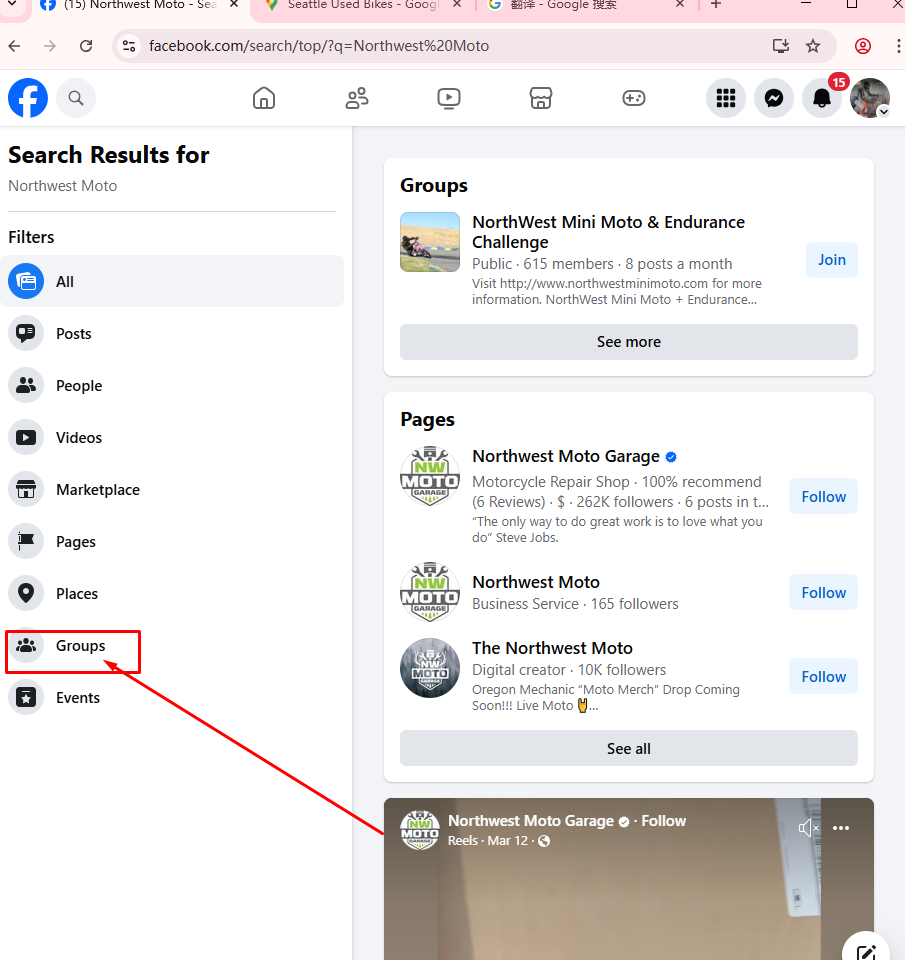 (15) Northwest Moto - Sea
Seattle Used Bikes - Googl
翻译 - Google 搜索
facebook.com/search/top/?q=Northwest%20Moto
15
Search Results for
Northwest Moto
Filters
All
Posts
People
Videos
Marketplace
Pages
Places
Groups
Events
Groups
NorthWest Mini Moto & Endurance
Challenge
Public · 615 members · 8 posts a month
Visit http://www.northwestminimoto.com for more
information. NorthWest Mini Moto + Endurance...
Join
See more
Pages
NW
MOTO
GARAGE
Northwest Moto Garage
Motorcycle Repair Shop · 100% recommend
(6 Reviews) · $ · 262K followers · 6 posts in t...
“The only way to do great work is to love what you
do” Steve Jobs.
Follow
NW
MOTO
GARAGE
Northwest Moto
Business Service · 165 followers
Follow
NW
MOTO
The Northwest Moto
Digital creator · 10K followers
Oregon Mechanic “Moto Merch” Drop Coming
Soon!!! Live Moto 🤘...
Follow
See all
NW
MOTO
GARAGE
Northwest Moto Garage · Follow
Reels · Mar 12 ·